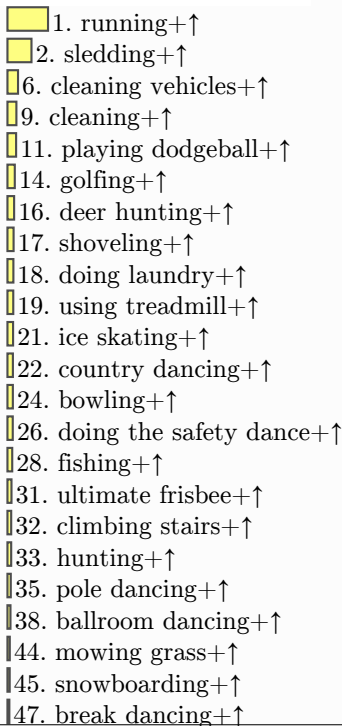 1. running+↑
2. sledding+↑
6. cleaning vehicles+↑
9. cleaning+↑
11. playing dodgeball+↑
14. golfing+↑
16. deer hunting+↑
17. shoveling+↑
18. doing laundry+↑
19. using treadmill+↑
21. ice skating+↑
22. country dancing+↑
24. bowling+↑
26. doing the safety dance+↑
28. fishing+↑
31. ultimate frisbee+↑
32. climbing stairs+↑
33. hunting+↑
35. pole dancing+↑
38. ballroom dancing+↑
44. mowing grass+↑
45. snowboarding+↑
47. break dancing+↑